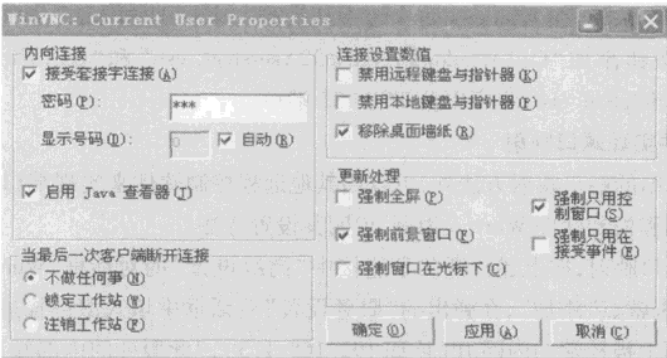 WinVNC: Current User Properties
内向连接
接受套接字连接(A)
密码(P):
***
显示号码(D):
0
自动(R)
启用 Java 查看器(J)
当最后一次客户端断开连接
不做任何事(N)
锁定工作站(Z)
注销工作站(F)
连接设置数值
禁用远程键盘与指针器(K)
禁用本地键盘与指针器(P)
移除桌面墙纸(R)
更新处理
强制全屏(P)
强制前景窗口(F)
强制窗口在光标下(C)
强制只用控
制窗口(S)
强制只用在
接受事件(E)
确定(O)
应用(A)
取消(C)